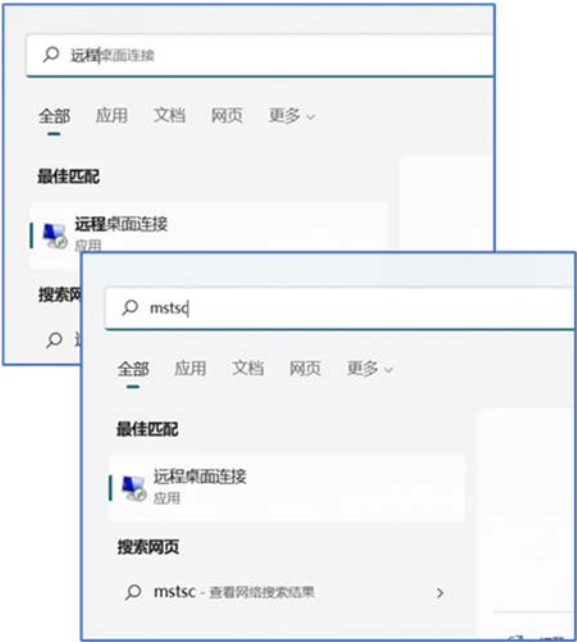 远程桌面连接
全部 应用 文档 网页 更多
最佳匹配
远程桌面连接
应用
搜索网
mstsc
全部 应用 文档 网页 更多
最佳匹配
远程桌面连接
应用
搜索网页
mstsc - 查看网络搜索结果